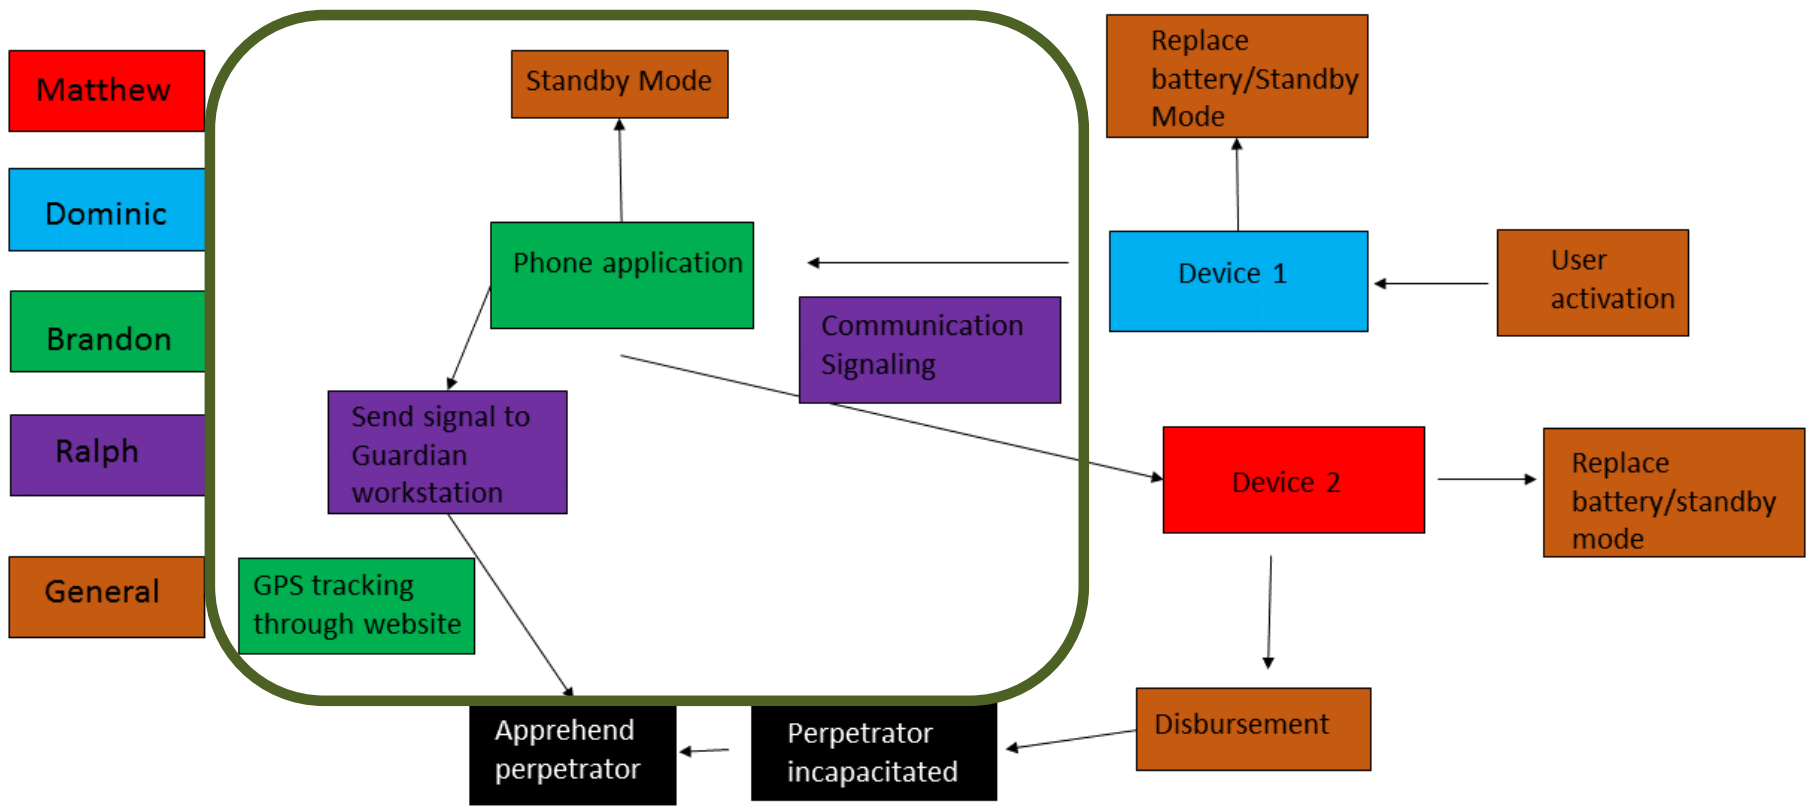 Matthew
Dominic
Brandon
Ralph
General
Standby Mode
Phone application
Communication
Signaling
Send signal to
Guardian
workstation
GPS tracking
through website
Replace
battery/Standby
Mode
Device 1
User
activation
Device 2
Replace
battery/standby
mode
Disbursement
Perpetrator
incapacitated
Apprehend
perpetrator